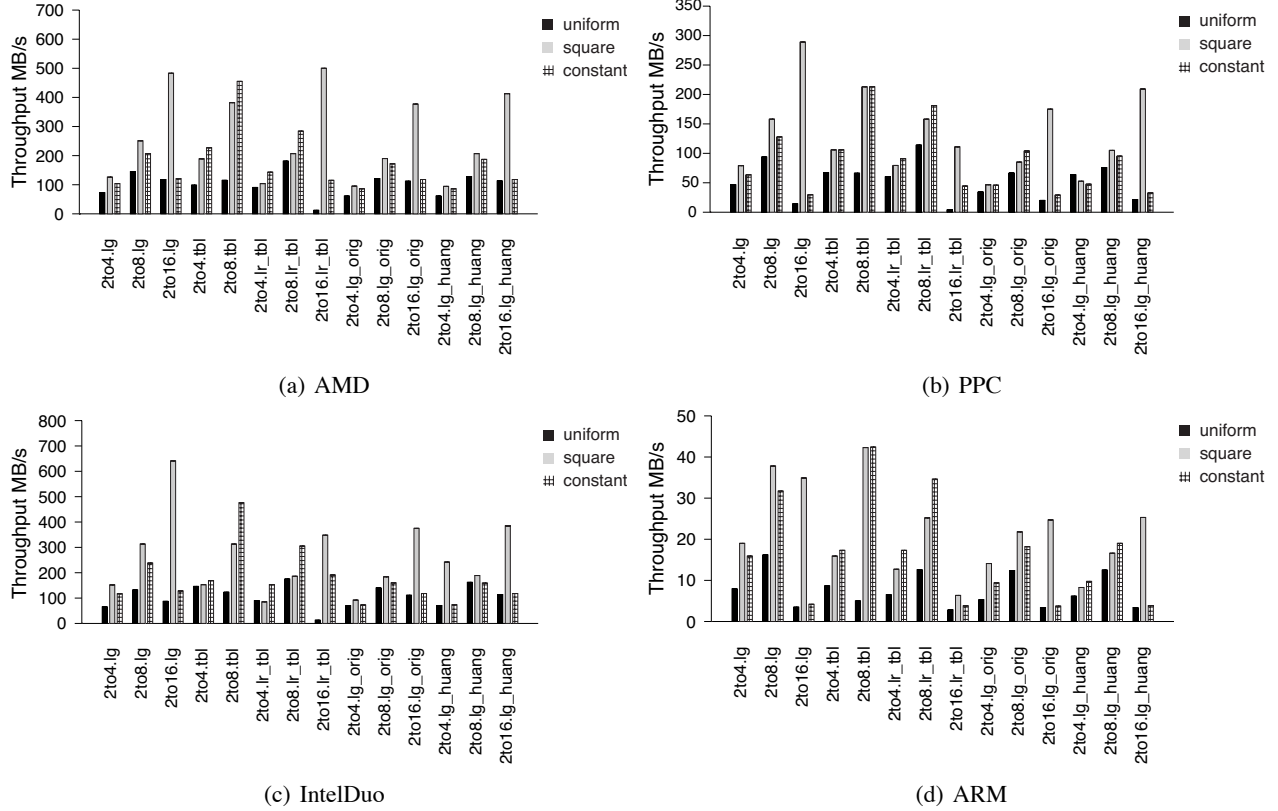 700
600
500
400
300
200
100
0
Throughput MB/s
uniform
square
constant
2to4.lg
2to8.lg
2to16.lg
2to4.tbl
2to8.tbl
2to4.lr_tbl
2to8.lr_tbl
2to16.lr_tbl
2to4.lg_orig
2to8.lg_orig
2to16.lg_orig
2to4.lg_huang
2to8.lg_huang
2to16.lg_huang
(a) AMD
350
300
250
200
150
100
50
0
Throughput MB/s
uniform
square
constant
2to4.lg
2to8.lg
2to16.lg
2to4.tbl
2to8.tbl
2to4.lr_tbl
2to8.lr_tbl
2to16.lr_tbl
2to4.lg_orig
2to8.lg_orig
2to16.lg_orig
2to4.lg_huang
2to8.lg_huang
2to16.lg_huang
(b) PPC
800
700
600
500
400
300
200
100
0
Throughput MB/s
uniform
square
constant
2to4.lg
2to8.lg
2to16.lg
2to4.tbl
2to8.tbl
2to4.lr_tbl
2to8.lr_tbl
2to16.lr_tbl
2to4.lg_orig
2to8.lg_orig
2to16.lg_orig
2to4.lg_huang
2to8.lg_huang
2to16.lg_huang
(c) IntelDuo
50
40
30
20
10
0
Throughput MB/s
uniform
square
constant
2to4.lg
2to8.lg
2to16.lg
2to4.tbl
2to8.tbl
2to4.lr_tbl
2to8.lr_tbl
2to16.lr_tbl
2to4.lg_orig
2to8.lg_orig
2to16.lg_orig
2to4.lg_huang
2to8.lg_huang
2to16.lg_huang
(d) ARM